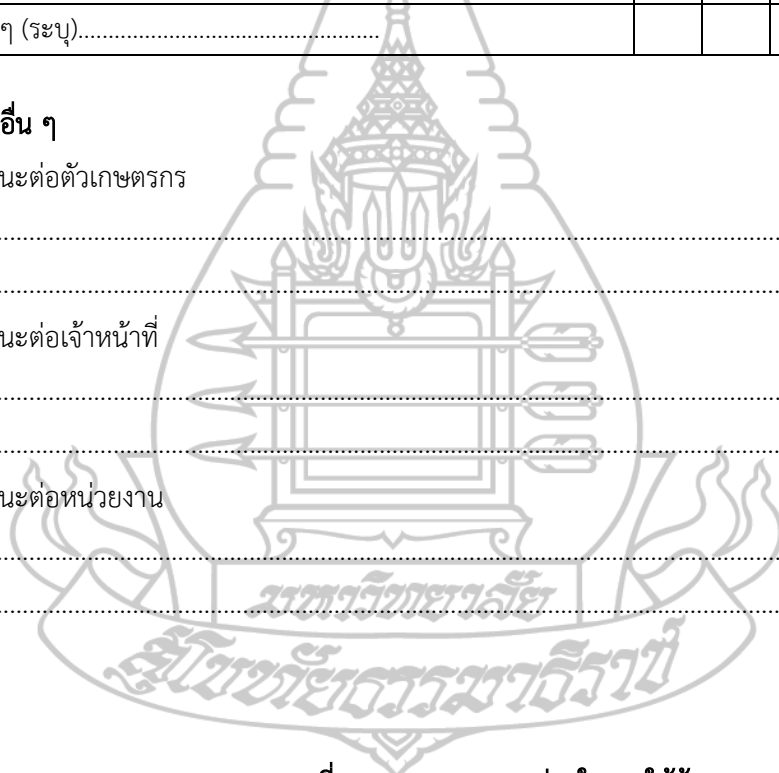 ๆ (ระบุ)..................................................
อื่น ๆ
นะต่อตัวเกษตรกร
นะต่อเจ้าหน้าที่
นะต่อหน่วยงาน
มหาวิทยาลัย
สุโขทัยธรรมาธิราช